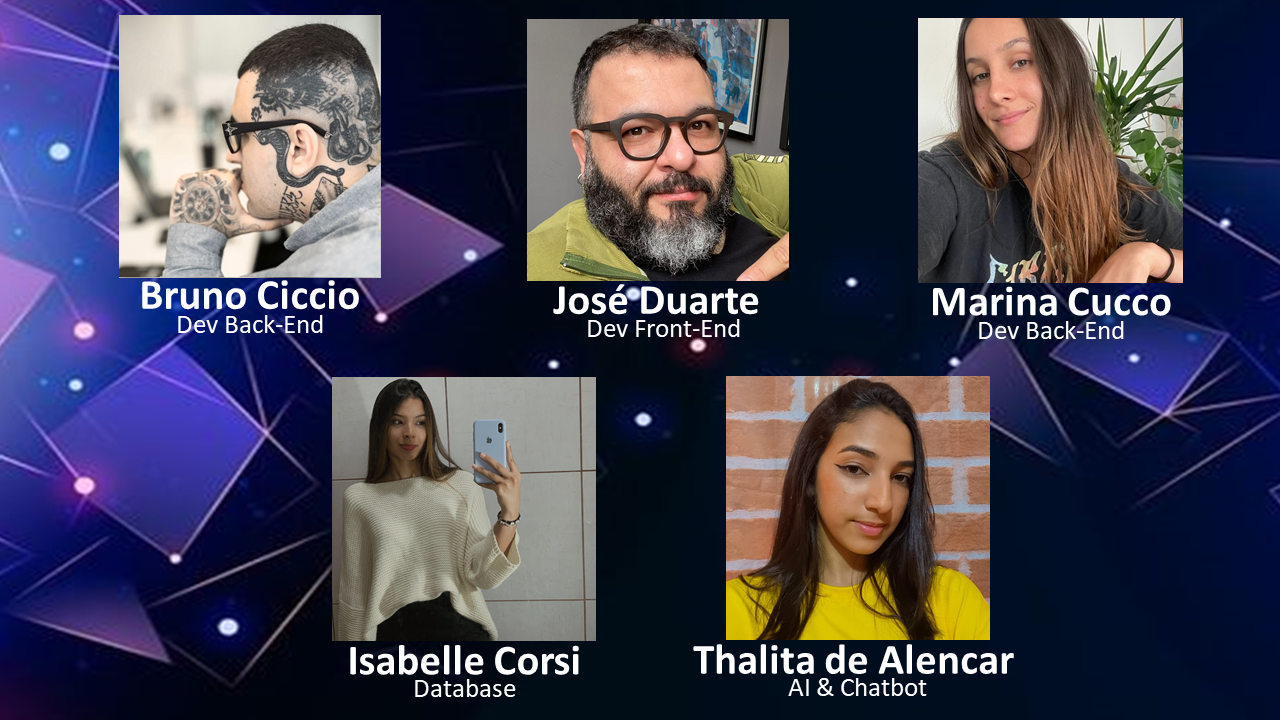 Bruno Ciccio
Dev Back-End
José Duarte
Dev Front-End
Marina Cucco
Dev Back-End
Isabelle Corsi
Database
Thalita de Alencar
AI & Chatbot